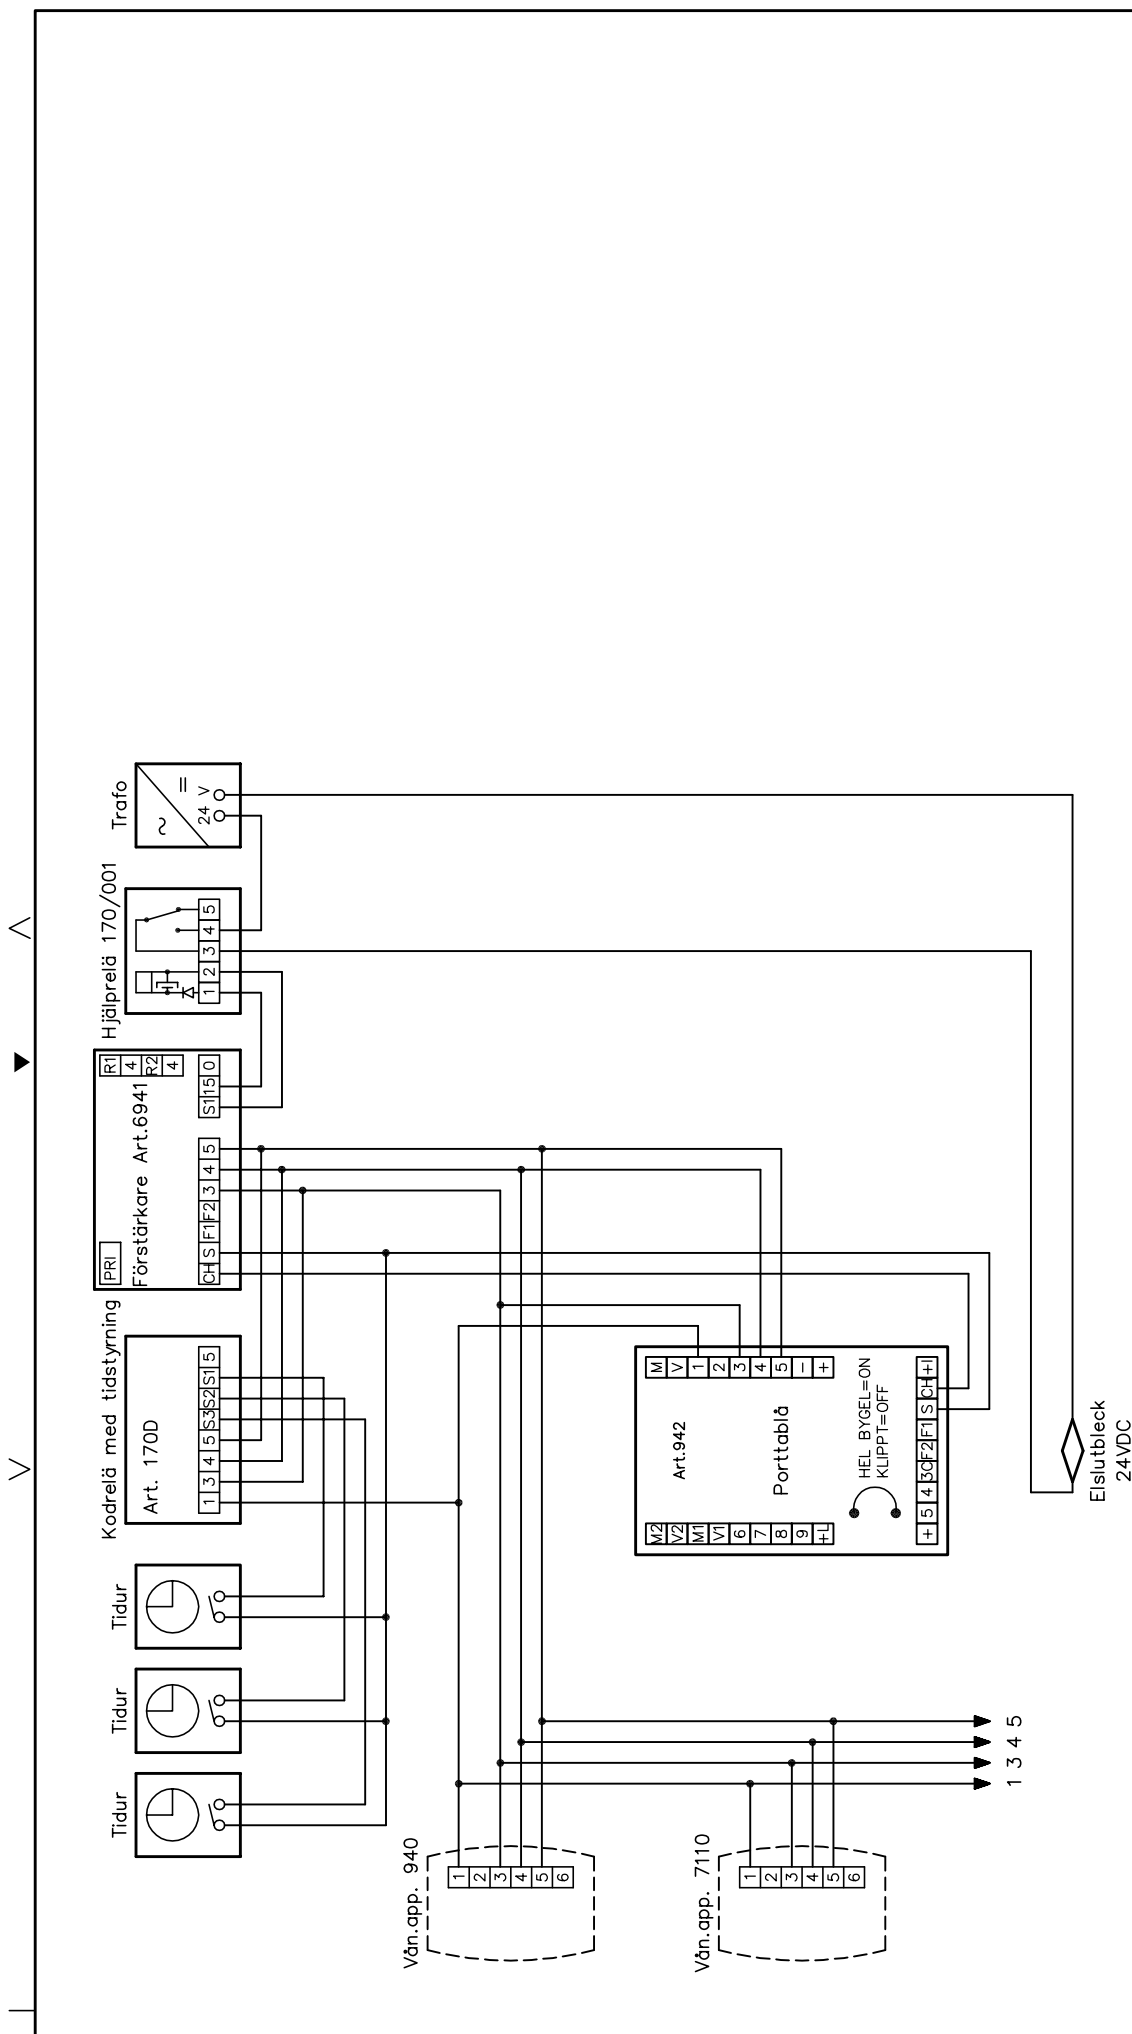 Tidur
Tidur
Tidur
Kodrelä med tidstyrning
Art. 170D
1 3 4 5 S3 S2 S1 5
PRI
Förstärkare Art.6941
R1
4
R2
4
CH S F1 F2 3 4 5
S1 15 0
Hjälprelä 170/001
1 2 3 4 5
Trafo
~ =
24 V
Vån.app. 940
1
2
3
4
5
6
Vån.app. 7110
1
2
3
4
5
6
1 3 4 5
M2
V2
M1
V1
6
7
8
9
+L
Art.942
Porttablå
M
V
1
2
3
4
5
−
+
HEL BYGEL=ON
KLIPPT=OFF
+ 5 4 3C F2 F1 S CH +I
Elslutbleck
24VDC